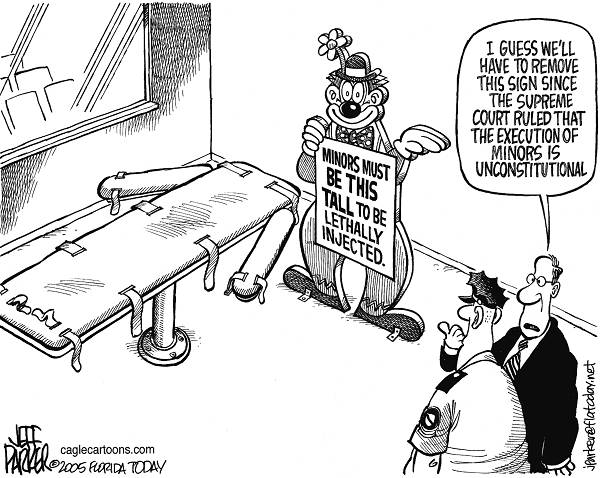 I GUESS WE'LL
HAVE TO REMOVE
THIS SIGN SINCE
THE SUPREME
COURT RULED THAT
THE EXECUTION OF
MINORS IS
UNCONSTITUTIONAL
MINORS MUST
BE THIS
TALL TO BE
LETHALLY
INJECTED.
JEFF
PARKER
caglecartoons.com
©2005 FLORIDA TODAY
jparker@flatoday.net